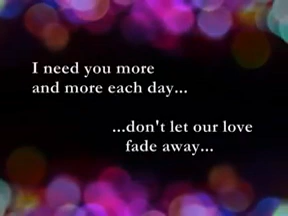 I need you more
and more each day...
...don't let our love
fade away...